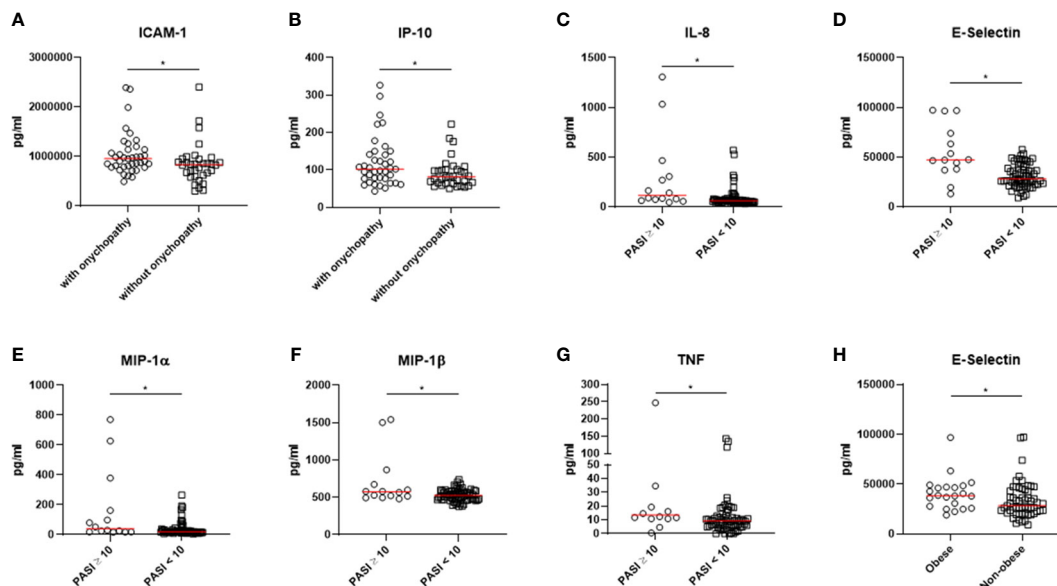 A
ICAM-1
pg/ml
3000000
2000000
1000000
0
*
with onychopathy
without onychopathy
B
IP-10
pg/ml
400
300
200
100
0
*
with onychopathy
without onychopathy
C
IL-8
pg/ml
1500
1000
500
0
*
PASI ≥ 10
PASI < 10
D
E-Selectin
pg/ml
150000
100000
50000
0
*
PASI ≥ 10
PASI < 10
E
MIP-1α
pg/ml
1000
800
600
400
200
0
*
PASI ≥ 10
PASI < 10
F
MIP-1β
pg/ml
2000
1500
1000
500
0
*
PASI ≥ 10
PASI < 10
G
TNF
pg/ml
300
250
200
150
100
50
40
30
20
10
0
*
PASI ≥ 10
PASI < 10
H
E-Selectin
pg/ml
150000
100000
50000
0
*
Obese
Non-obese